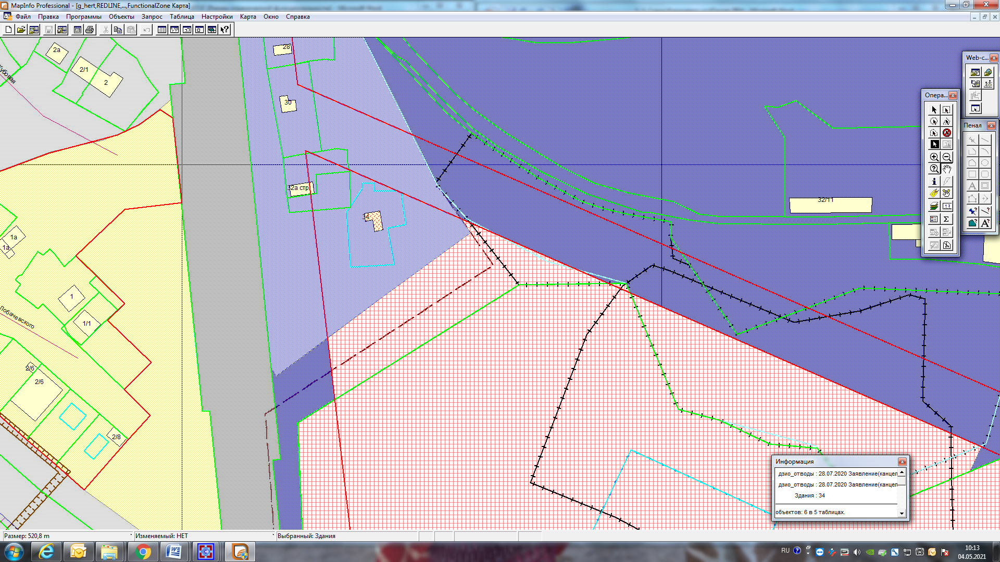 MapInfo Professional - [g_hert,REDLINE,...,FunctionalZone Карта]
Файл Правка Программы Объекты Запрос Таблица Настройки Карта Окно Справка
2а
2/1
2
28
30
32а стр
34
32/11
1а
1а
1
1/1
Лобачевского
2/6
2/6
2/8
Web-с...
Опера...
Пенал
Информация
дзио_отводы : 28.07.2020 Заявление(канцел
дзио_отводы : 28.07.2020 Заявление(канцел
Здания : 34
объектов: 6 в 5 таблицах.
Размер: 520,8 m
Изменяемый: НЕТ
Выбранный: Здания
RU
10:13
04.05.2021